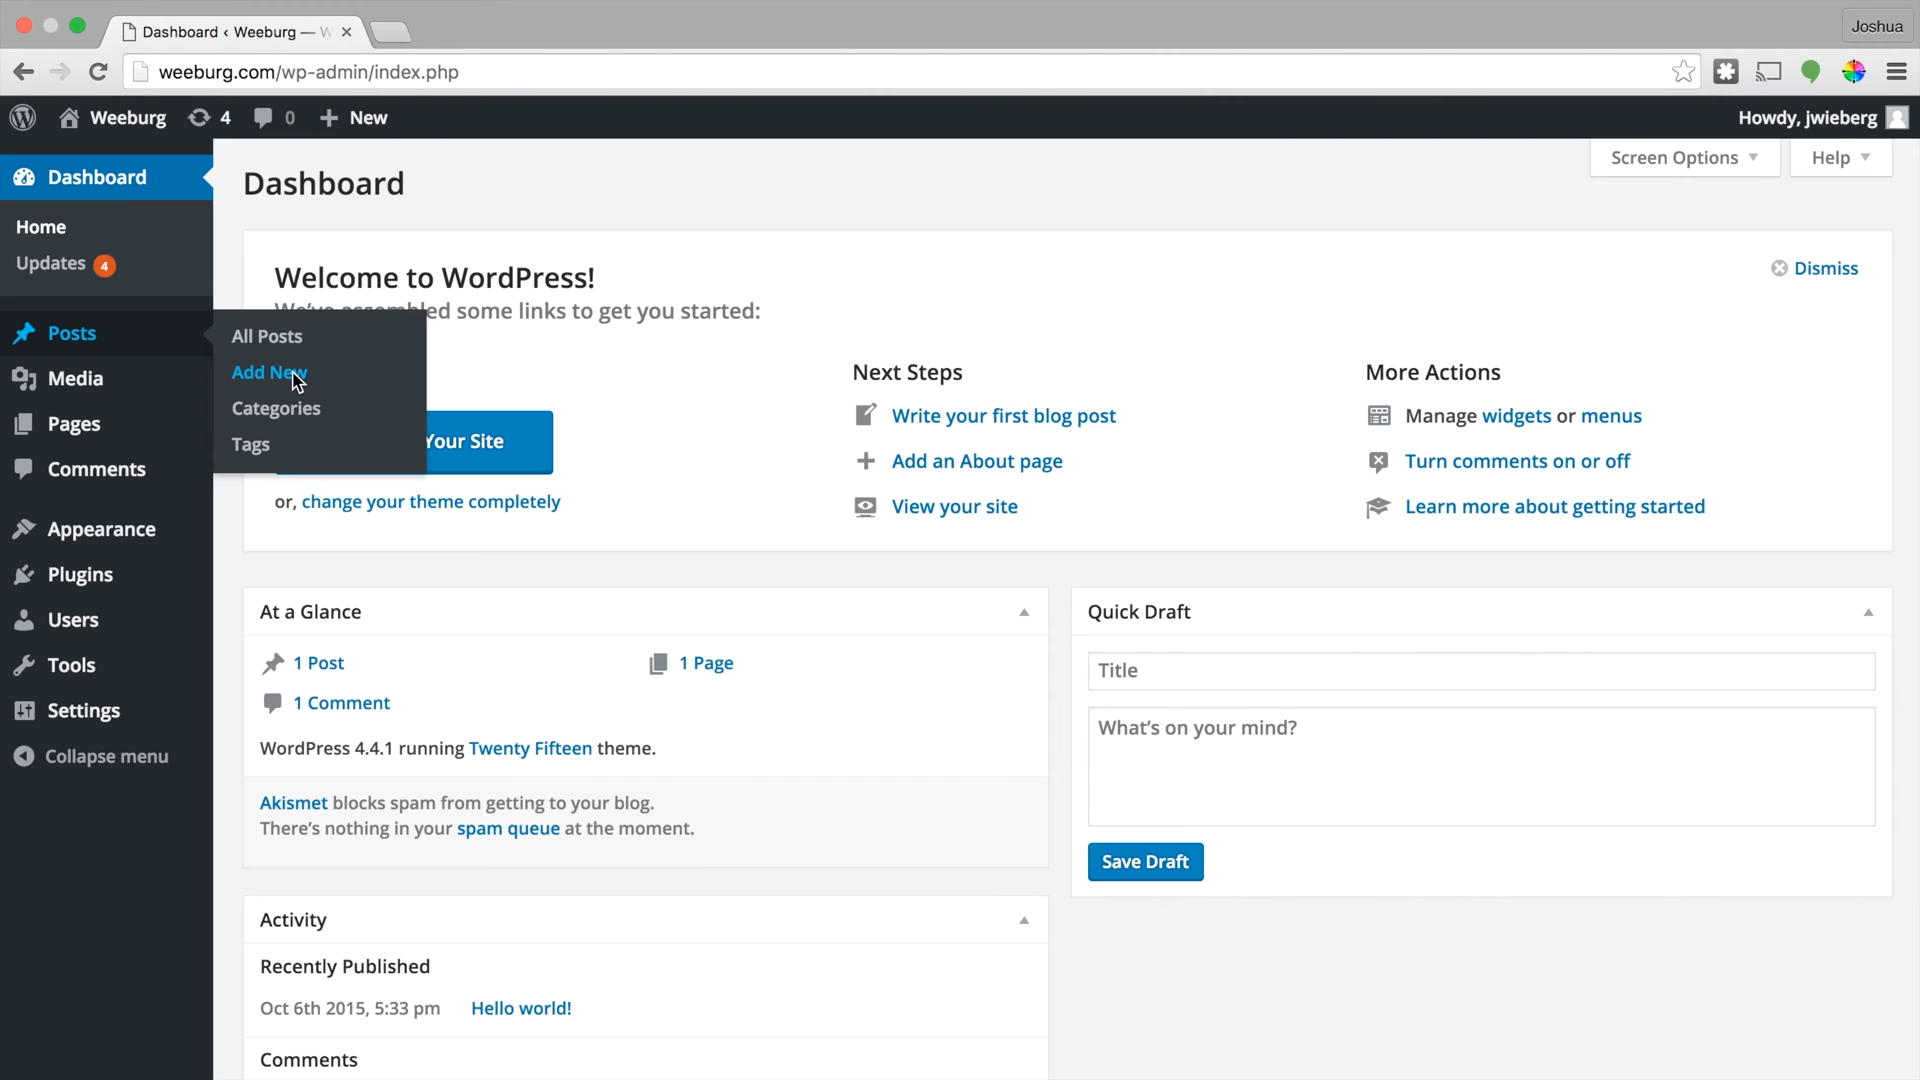 Dashboard ‹ Weeburg — W
Joshua
weeburg.com/wp-admin/index.php
Weeburg 4 0 New
Howdy, jwieberg
Dashboard
Home
Updates 4
Posts
Media
Pages
Comments
Appearance
Plugins
Users
Tools
Settings
Collapse menu
All Posts
Add New
Categories
Tags
Dashboard
Screen Options
Help
Welcome to WordPress!
We've assembled some links to get you started:
Dismiss
Your Site
or, change your theme completely
Next Steps
Write your first blog post
Add an About page
View your site
More Actions
Manage widgets or menus
Turn comments on or off
Learn more about getting started
At a Glance
1 Post
1 Page
1 Comment
WordPress 4.4.1 running Twenty Fifteen theme.
Akismet blocks spam from getting to your blog.
There's nothing in your spam queue at the moment.
Quick Draft
Title
What's on your mind?
Save Draft
Activity
Recently Published
Oct 6th 2015, 5:33 pm Hello world!
Comments